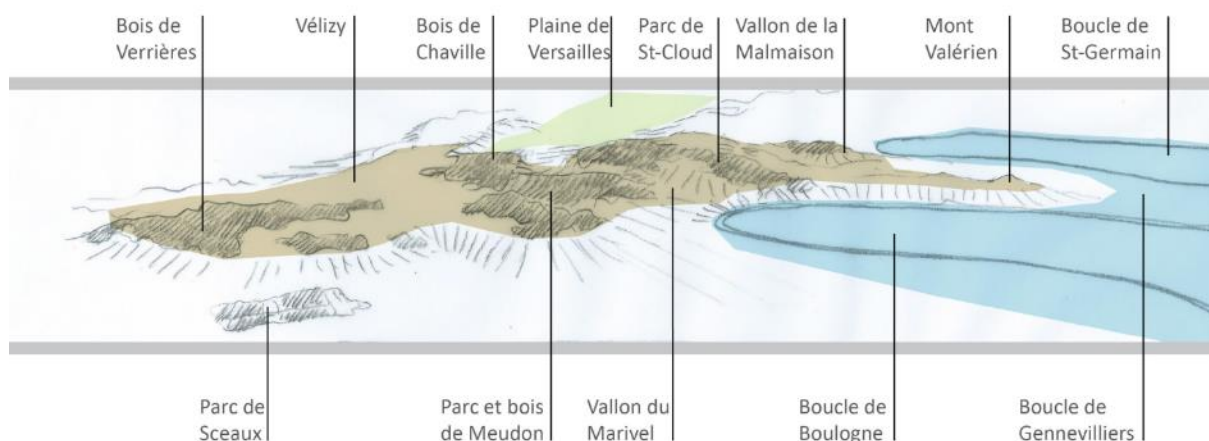 Bois de
Verrières
Vélizy
Bois de
Chaville
Plaine de
Versailles
Parc de
St-Cloud
Vallon de la
Malmaison
Mont
Valérien
Boucle de
St-Germain
Parc de
Sceaux
Parc et bois
de Meudon
Vallon du
Marivel
Boucle de
Boulogne
Boucle de
Gennevilliers